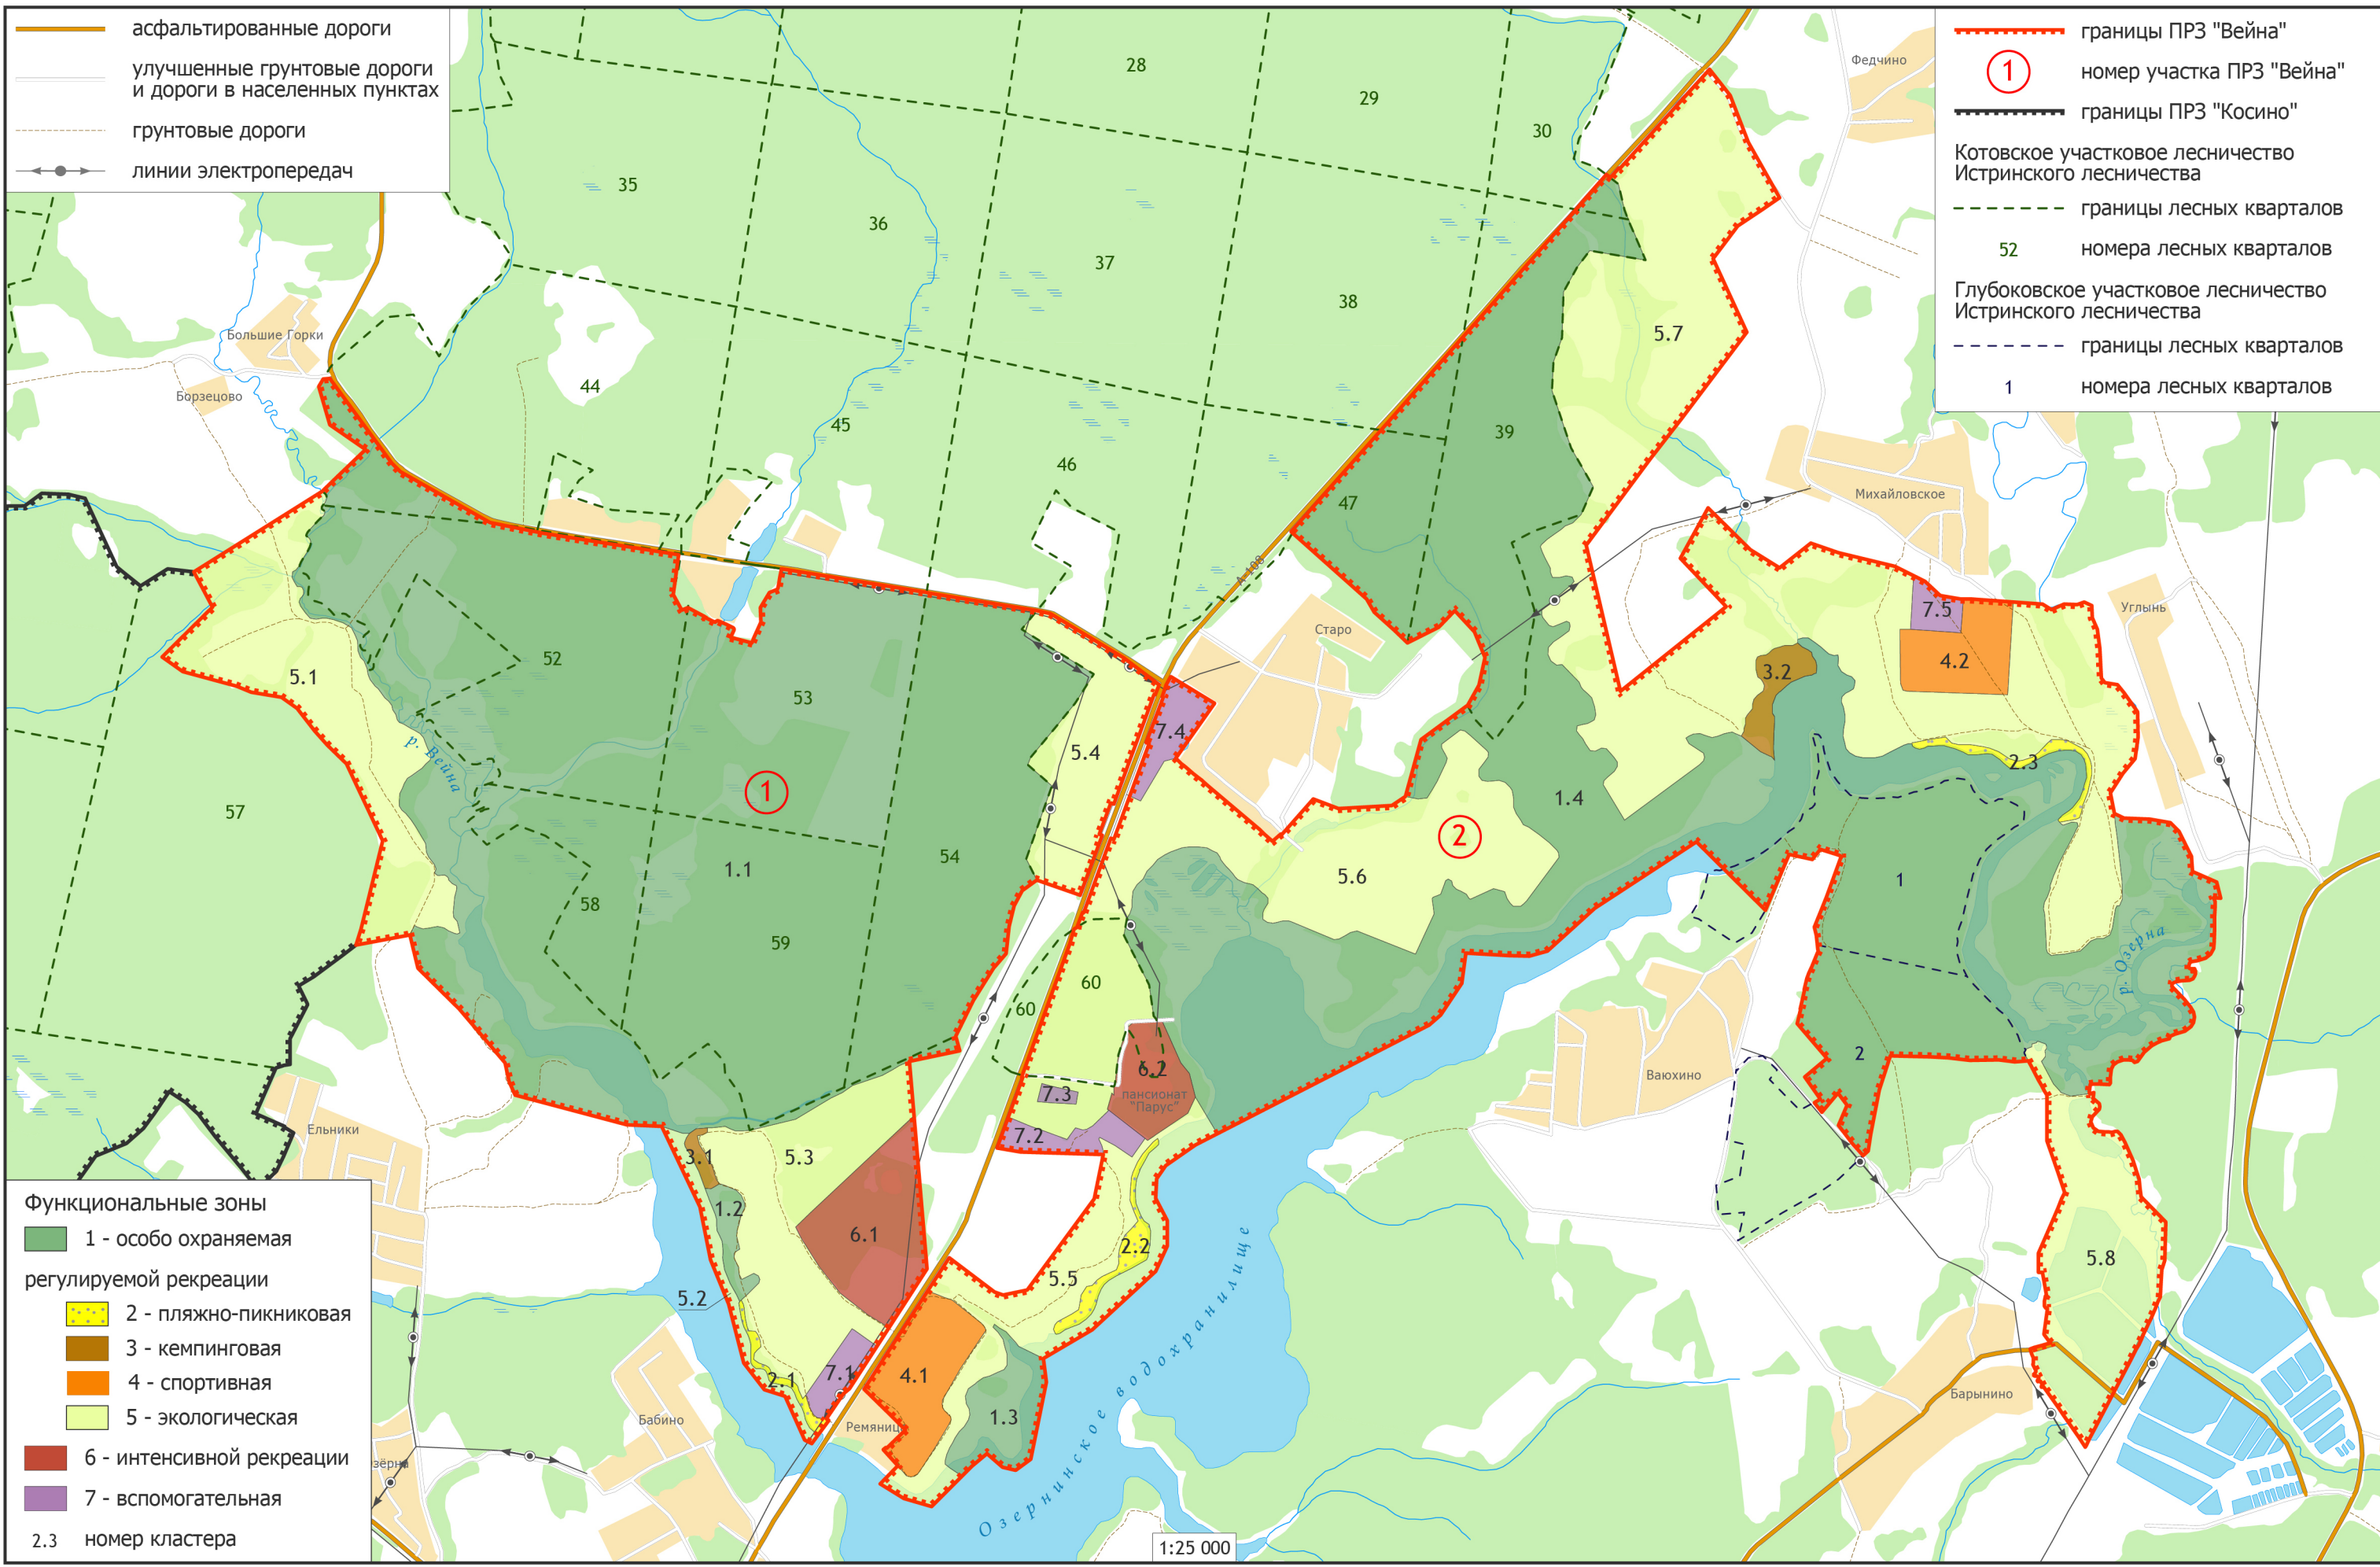 асфальтированные дороги
улучшенные грунтовые дороги
и дороги в населенных пунктах
грунтовые дороги
линии электропередач
границы ПРЗ "Вейна"
1
номер участка ПРЗ "Вейна"
границы ПРЗ "Косино"
Котовское участковое лесничество
Истринского лесничества
границы лесных кварталов
52
номера лесных кварталов
Глубоковское участковое лесничество
Истринского лесничества
границы лесных кварталов
1
номера лесных кварталов
Федчино
28
29
30
35
36
37
38
Большие Горки
Борзецово
44
45
46
47
39
5.7
Михайловское
А-108
Старо
Углынь
7.5
4.2
3.2
52
53
5.1
5.4
7.4
р. Вейна
1
2
1.4
2.3
57
1.1
54
58
59
5.6
1
р. Озерна
60
60
2
6.2
пансионат
"Парус"
7.3
7.2
Ваюхино
Ельники
3.1
5.3
1.2
6.1
5.2
2.2
5.5
5.8
7.1
2.1
4.1
1.3
Ремяниц
Бабино
зёрна
Барынино
Озернинское водохранилище
1:25 000
Функциональные зоны
1 - особо охраняемая
регулируемой рекреации
2 - пляжно-пикниковая
3 - кемпинговая
4 - спортивная
5 - экологическая
6 - интенсивной рекреации
7 - вспомогательная
2.3
номер кластера